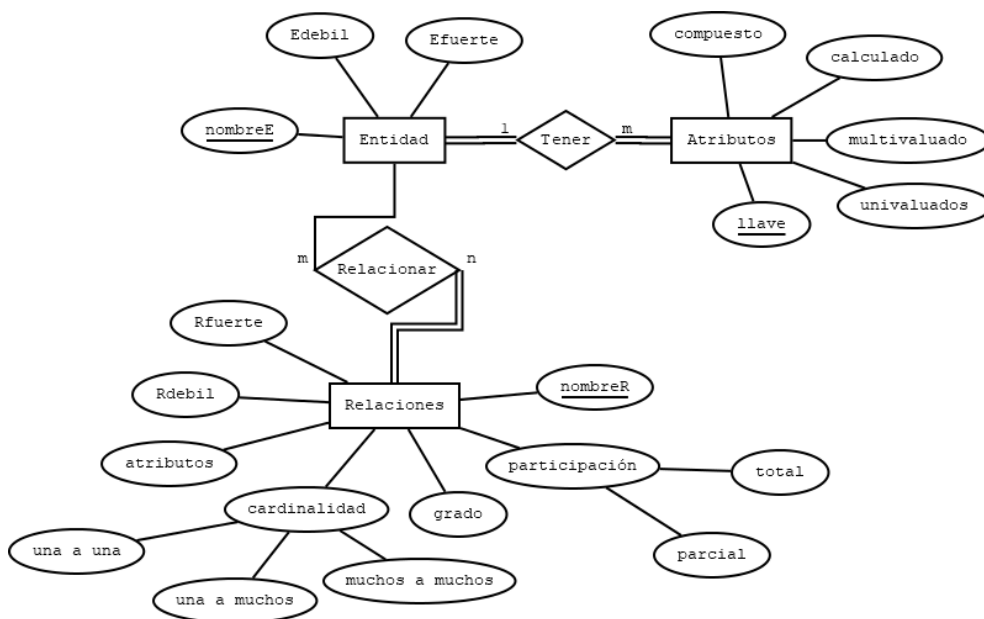 Edebil
Efuerte
compuesto
calculado
nombreE
Entidad
l
Tener
m
Atributos
multivaluado
univaluados
llave
m
Relacionar
n
Rfuerte
Rdebil
Relaciones
nombreR
atributos
participación
total
cardinalidad
grado
parcial
una a una
muchos a muchos
una a muchos